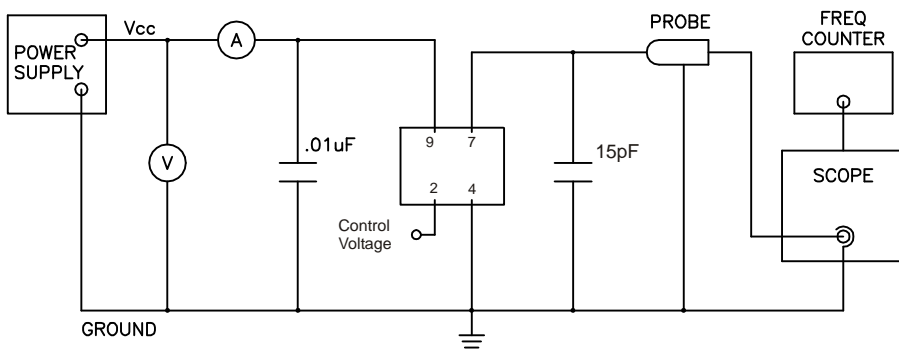 POWER
SUPPLY
Vcc
A
V
.01uF
9 7
2 4
Control
Voltage
15pF
PROBE
FREQ
COUNTER
SCOPE
GROUND